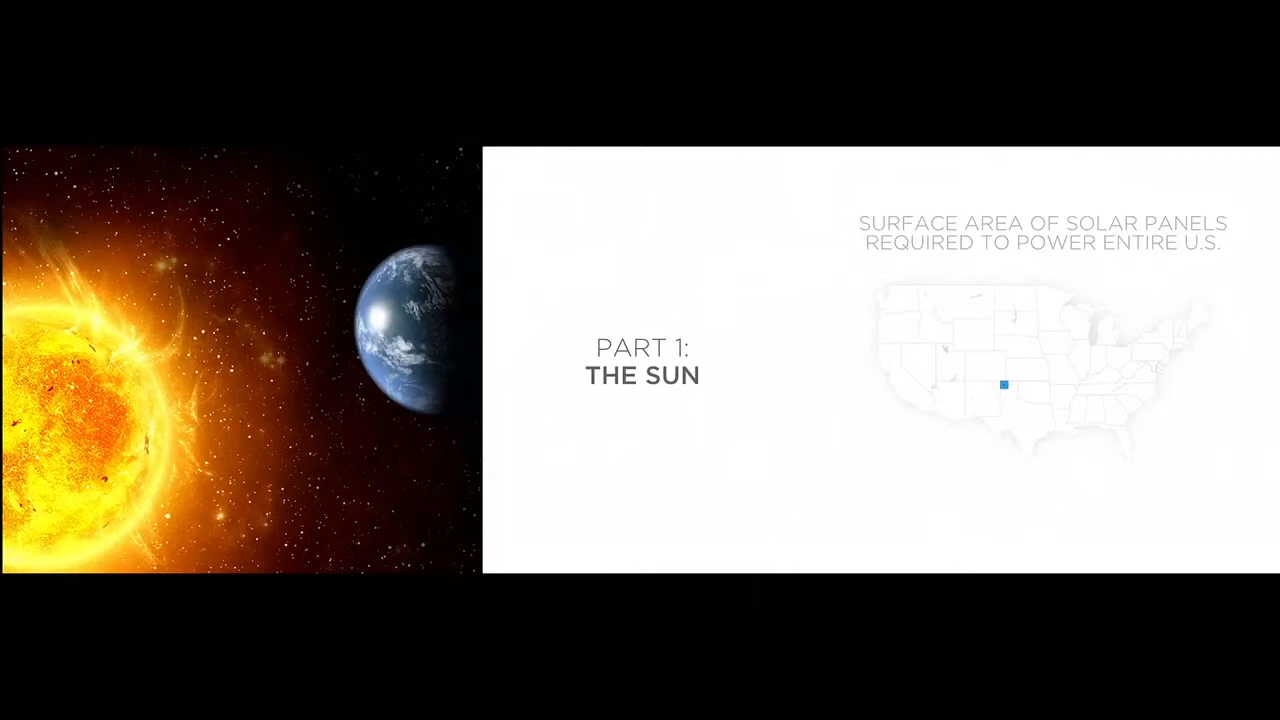 PART 1:
THE SUN
SURFACE AREA OF SOLAR PANELS
REQUIRED TO POWER ENTIRE U.S.